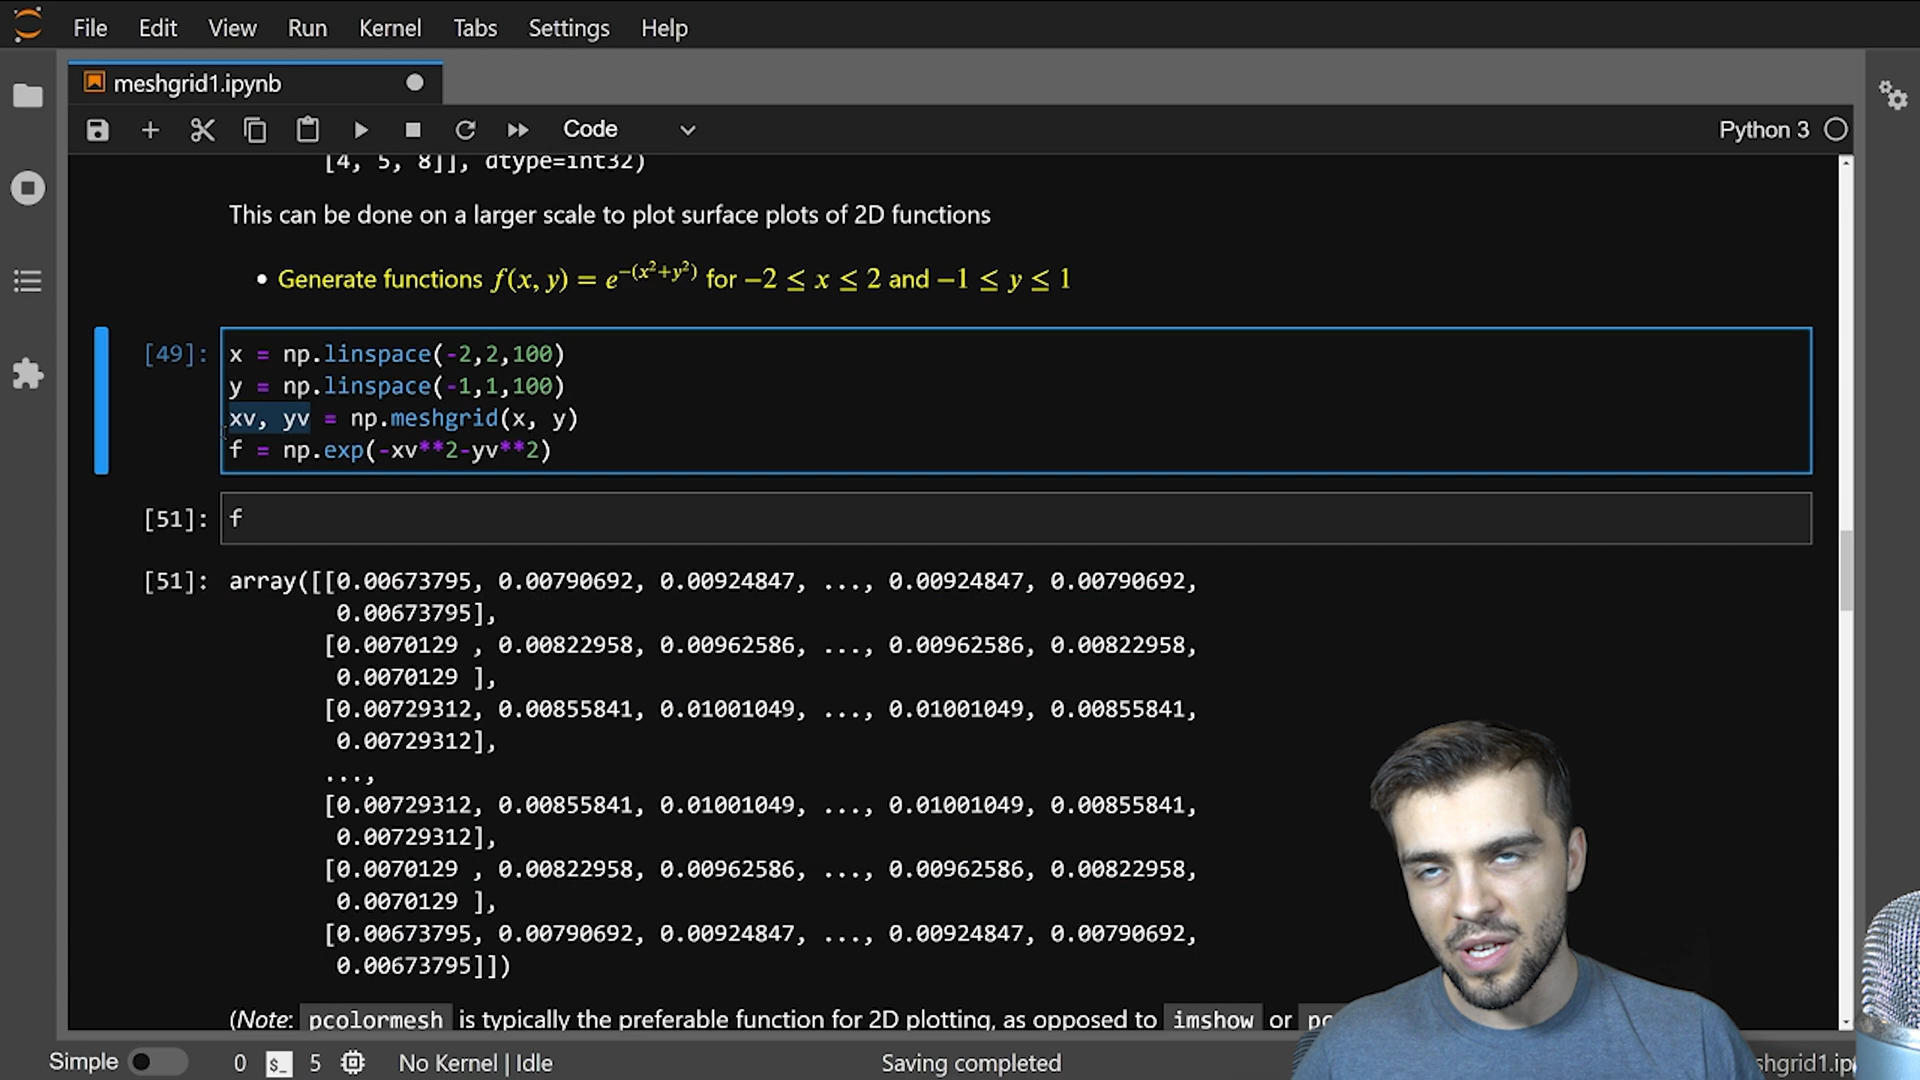 File Edit View Run Kernel Tabs Settings Help
meshgrid1.ipynb
Code Python 3
[4, 5, 8]], dtype=int32)
This can be done on a larger scale to plot surface plots of 2D functions
• Generate functions f(x, y) = e^−(x²+y²) for −2 ≤ x ≤ 2 and −1 ≤ y ≤ 1
[49]: x = np.linspace(-2,2,100)
y = np.linspace(-1,1,100)
xv, yv = np.meshgrid(x, y)
f = np.exp(-xv**2-yv**2)
[51]: f
[51]: array([[0.00673795, 0.00790692, 0.00924847, ..., 0.00924847, 0.00790692,
0.00673795],
[0.0070129 , 0.00822958, 0.00962586, ..., 0.00962586, 0.00822958,
0.0070129 ],
[0.00729312, 0.00855841, 0.01001049, ..., 0.01001049, 0.00855841,
0.00729312],
...,
[0.00729312, 0.00855841, 0.01001049, ..., 0.01001049, 0.00855841,
0.00729312],
[0.0070129 , 0.00822958, 0.00962586, ..., 0.00962586, 0.00822958,
0.0070129 ],
[0.00673795, 0.00790692, 0.00924847, ..., 0.00924847, 0.00790692,
0.00673795]])
(Note: pcolormesh is typically the preferable function for 2D plotting, as opposed to imshow or
Simple 0 $_ 5 No Kernel | Idle Saving completed